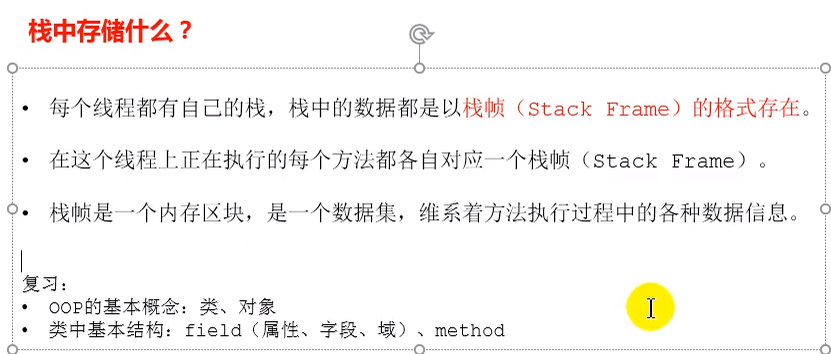 栈中存储什么？
• 每个线程都有自己的栈，栈中的数据都是以栈帧（Stack Frame）的格式存在。
• 在这个线程上正在执行的每个方法都各自对应一个栈帧（Stack Frame）。
• 栈帧是一个内存区块，是一个数据集，维系着方法执行过程中的各种数据信息。
复习：
• OOP的基本概念：类、对象
• 类中基本结构：field（属性、字段、域）、method